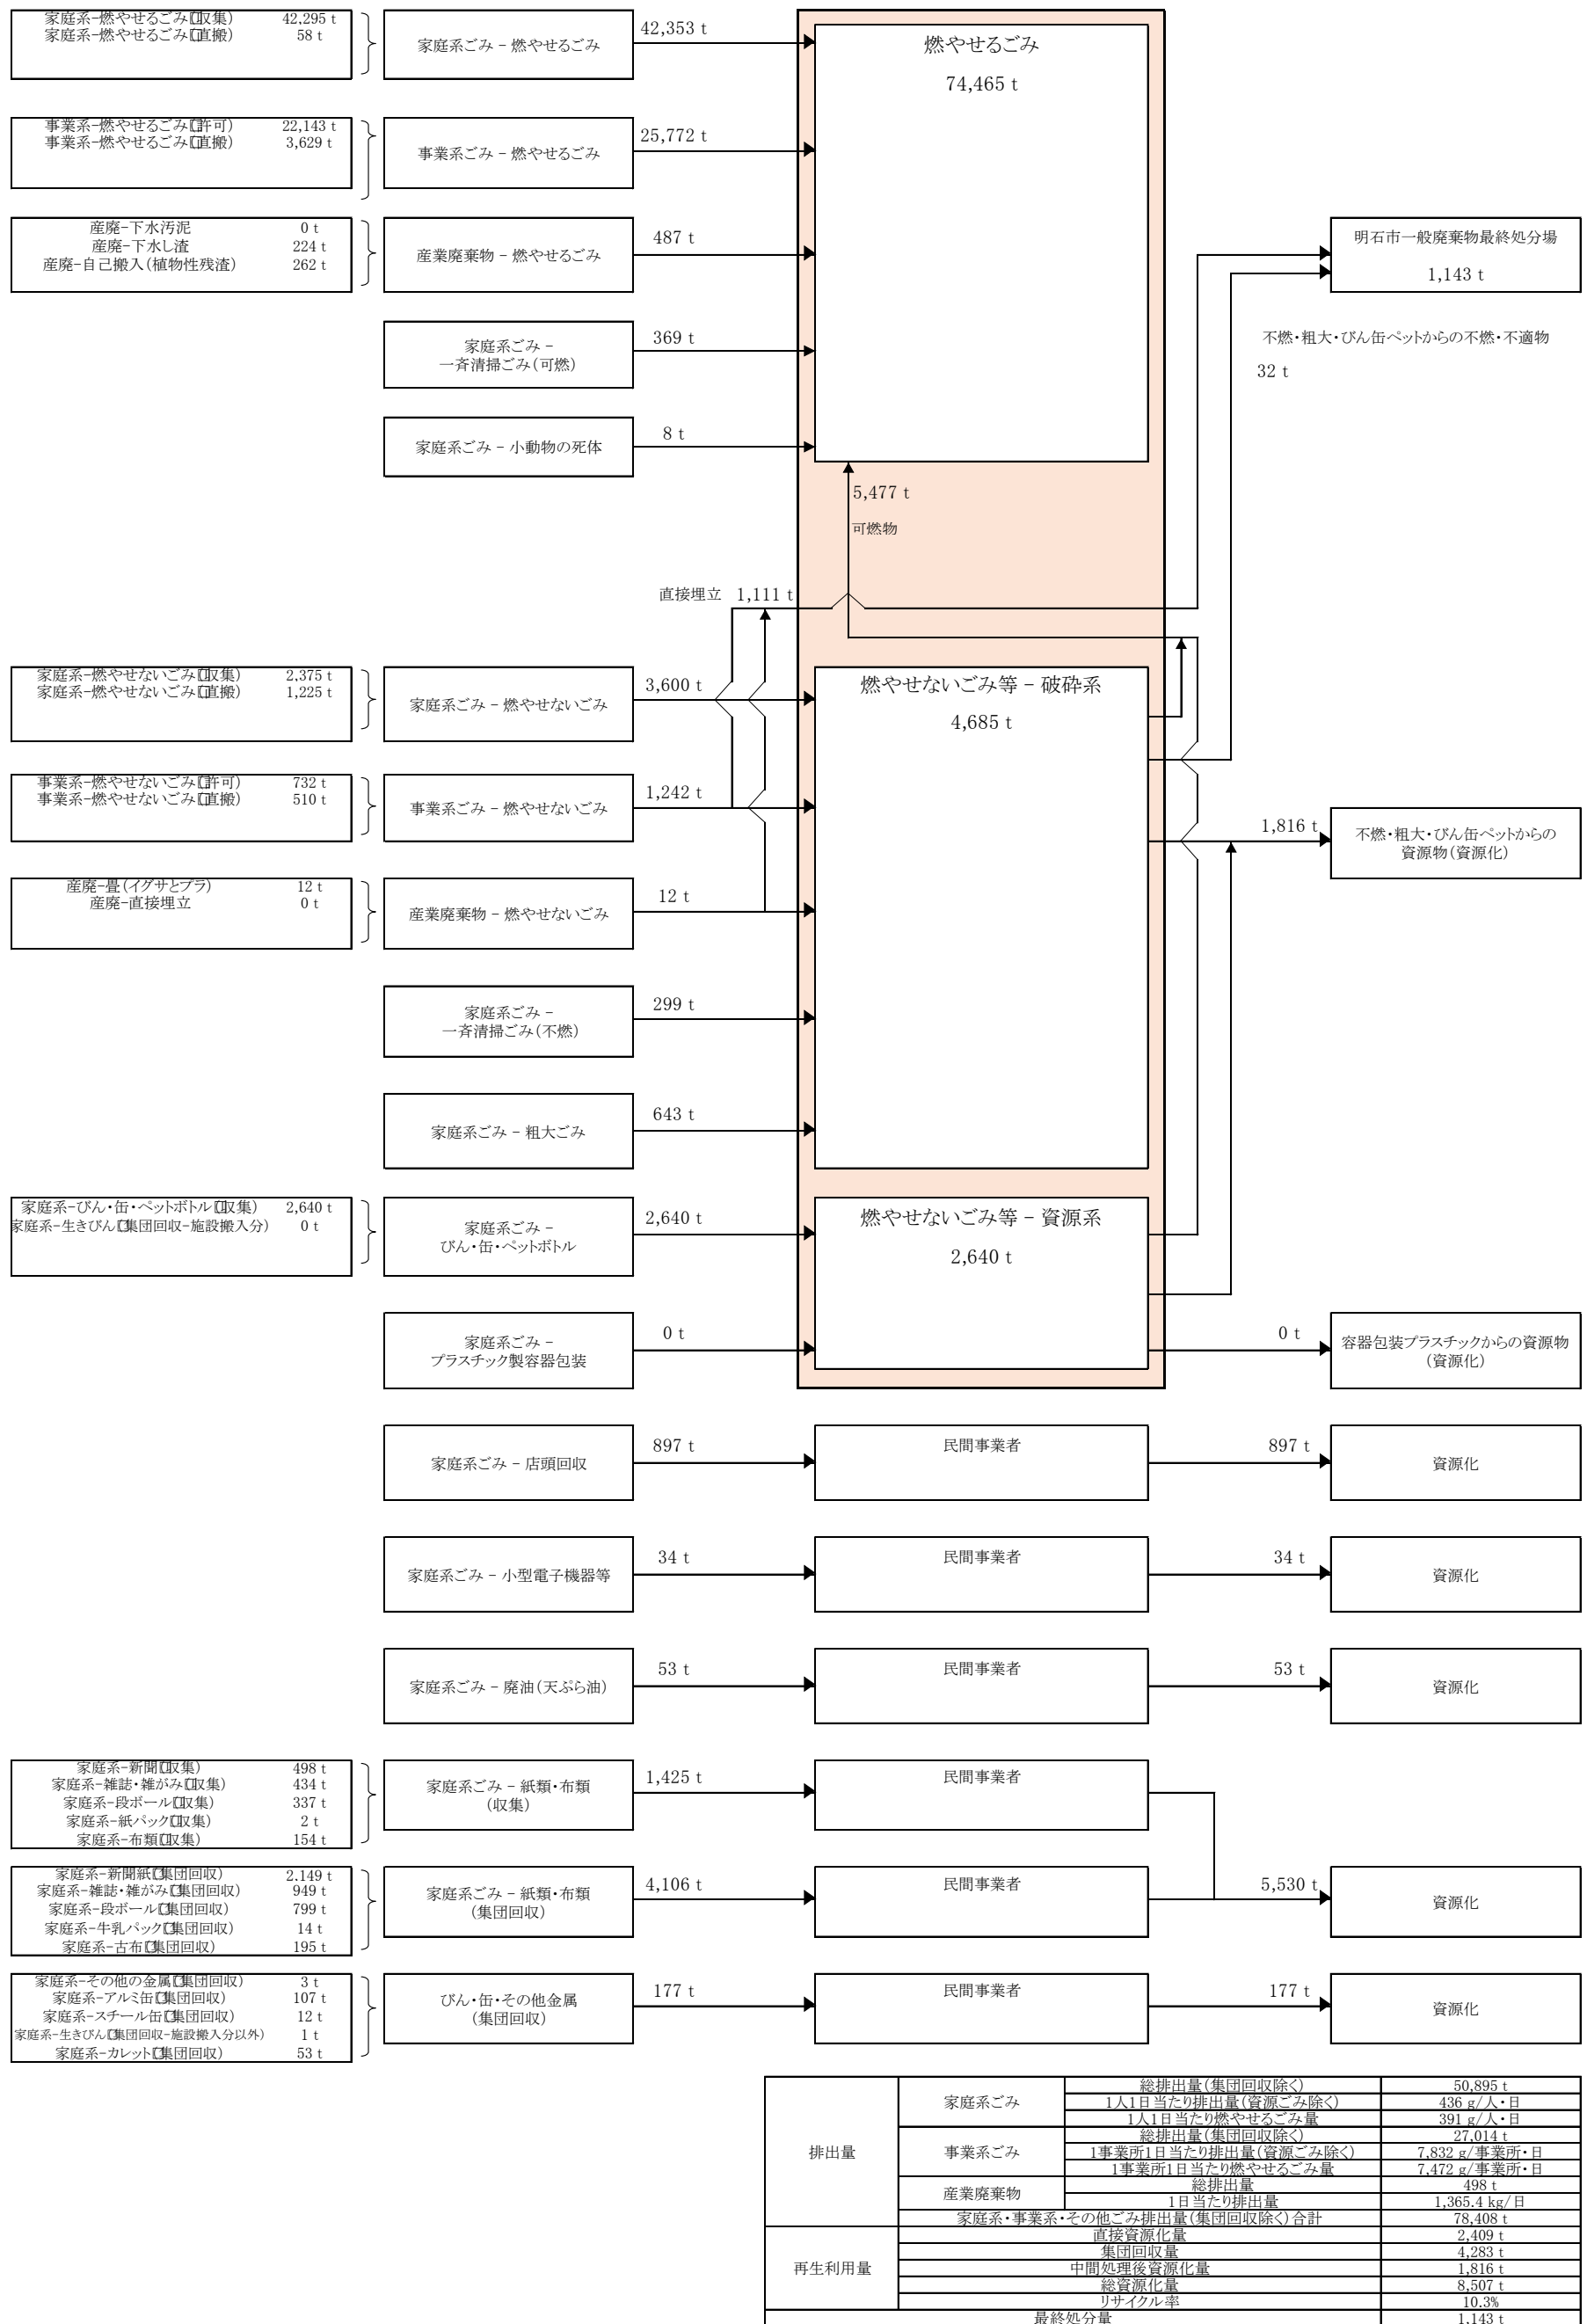 家庭系-燃やせるごみ(収集) 42,295 t
家庭系-燃やせるごみ(直搬) 58 t
家庭系ごみ - 燃やせるごみ
42,353 t
燃やせるごみ
74,465 t
事業系-燃やせるごみ(許可) 22,143 t
事業系-燃やせるごみ(直搬) 3,629 t
事業系ごみ - 燃やせるごみ
25,772 t
産廃-下水汚泥 0 t
産廃-下水し渣 224 t
産廃-自己搬入(植物性残渣) 262 t
産業廃棄物 - 燃やせるごみ
487 t
明石市一般廃棄物最終処分場
1,143 t
家庭系ごみ -
一斉清掃ごみ(可燃)
369 t
不燃・粗大・びん缶ペットからの不燃・不適物
32 t
家庭系ごみ - 小動物の死体
8 t
5,477 t
可燃物
直接埋立 1,111 t
家庭系-燃やせないごみ(収集) 2,375 t
家庭系-燃やせないごみ(直搬) 1,225 t
家庭系ごみ - 燃やせないごみ
3,600 t
燃やせないごみ等 - 破砕系
4,685 t
事業系-燃やせないごみ(許可) 732 t
事業系-燃やせないごみ(直搬) 510 t
事業系ごみ - 燃やせないごみ
1,242 t
1,816 t
不燃・粗大・びん缶ペットからの
資源物(資源化)
産廃-畳(イグサとプラ) 12 t
産廃-直接埋立 0 t
産業廃棄物 - 燃やせないごみ
12 t
家庭系ごみ -
一斉清掃ごみ(不燃)
299 t
家庭系ごみ - 粗大ごみ
643 t
家庭系-びん・缶・ペットボトル(収集) 2,640 t
家庭系-生きびん(集団回収-施設搬入分) 0 t
家庭系ごみ -
びん・缶・ペットボトル
2,640 t
燃やせないごみ等 - 資源系
2,640 t
家庭系ごみ -
プラスチック製容器包装
0 t
0 t
容器包装プラスチックからの資源物
(資源化)
家庭系ごみ - 店頭回収
897 t
民間事業者
897 t
資源化
家庭系ごみ - 小型電子機器等
34 t
民間事業者
34 t
資源化
家庭系ごみ - 廃油(天ぷら油)
53 t
民間事業者
53 t
資源化
家庭系-新聞(収集) 498 t
家庭系-雑誌・雑がみ(収集) 434 t
家庭系-段ボール(収集) 337 t
家庭系-紙パック(収集) 2 t
家庭系-布類(収集) 154 t
家庭系ごみ - 紙類・布類
(収集)
1,425 t
民間事業者
家庭系-新聞紙(集団回収) 2,149 t
家庭系-雑誌・雑がみ(集団回収) 949 t
家庭系-段ボール(集団回収) 799 t
家庭系-牛乳パック(集団回収) 14 t
家庭系-古布(集団回収) 195 t
家庭系ごみ - 紙類・布類
(集団回収)
4,106 t
民間事業者
5,530 t
資源化
家庭系-その他の金属(集団回収) 3 t
家庭系-アルミ缶(集団回収) 107 t
家庭系-スチール缶(集団回収) 12 t
家庭系-生きびん(集団回収-施設搬入分以外) 1 t
家庭系-カレット(集団回収) 53 t
びん・缶・その他金属
(集団回収)
177 t
民間事業者
177 t
資源化
排出量
家庭系ごみ
総排出量(集団回収除く) 50,895 t
1人1日当たり排出量(資源ごみ除く) 436 g/人・日
1人1日当たり燃やせるごみ量 391 g/人・日
事業系ごみ
総排出量(集団回収除く) 27,014 t
1事業所1日当たり排出量(資源ごみ除く) 7,832 g/事業所・日
1事業所1日当たり燃やせるごみ量 7,472 g/事業所・日
産業廃棄物
総排出量 498 t
1日当たり排出量 1,365.4 kg/日
家庭系・事業系・その他ごみ排出量(集団回収除く)合計 78,408 t
再生利用量
直接資源化量 2,409 t
集団回収量 4,283 t
中間処理後資源化量 1,816 t
総資源化量 8,507 t
リサイクル率 10.3%
最終処分量 1,143 t